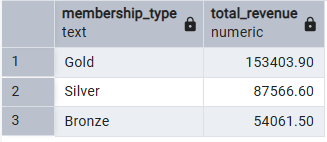 membership_type total_revenue
text numeric
1 Gold 153403.90
2 Silver 87566.60
3 Bronze 54061.50